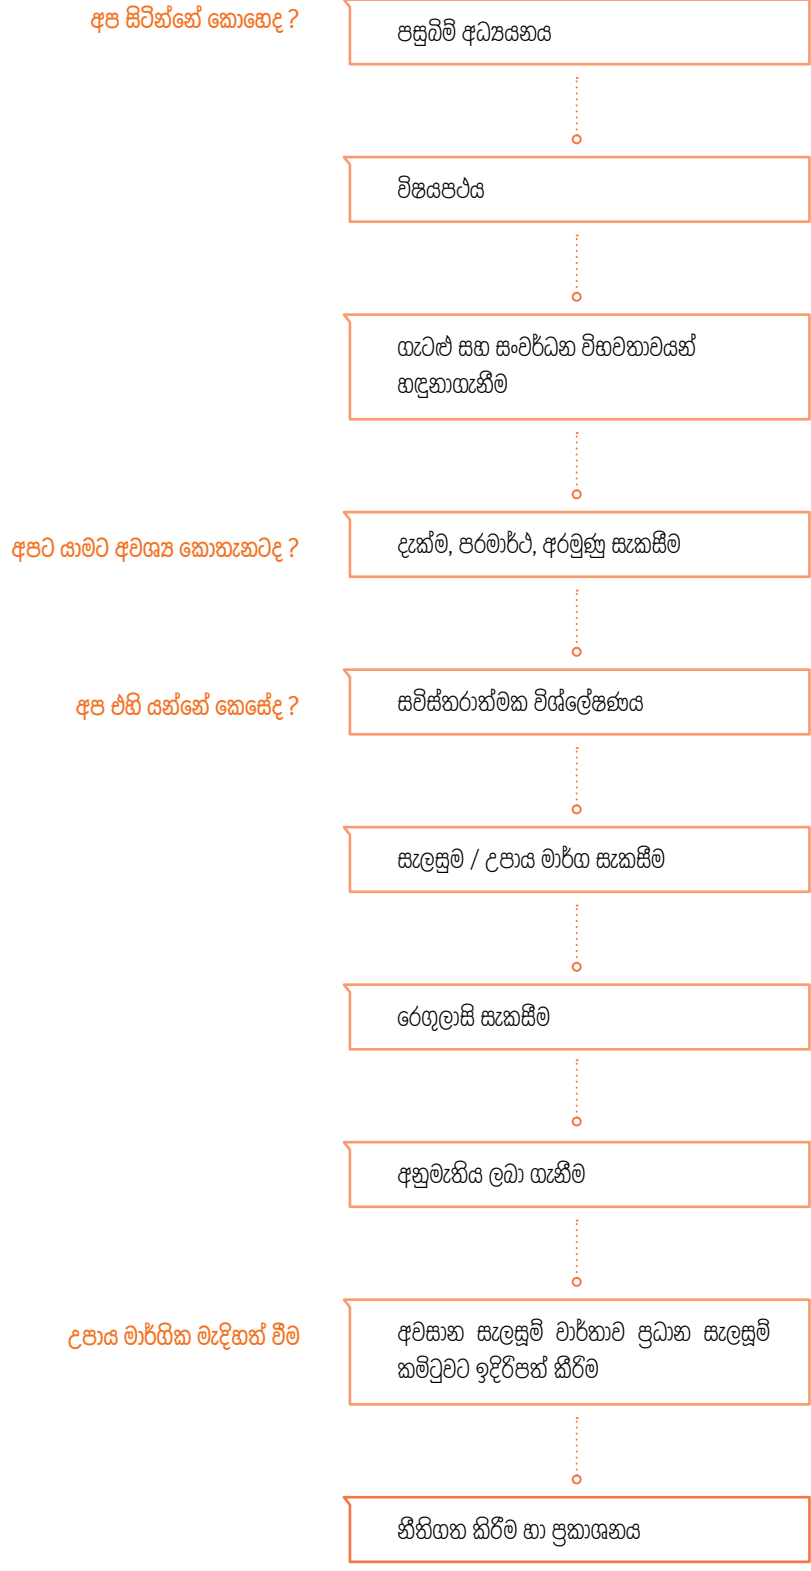 අප සිටින්නේ කොහෙද ?
පසුබිම් අධ්‍යයනය
විෂයපථය
ගැටළු සහ සංවර්ධන විභවතාවයන්
හඳුනාගැනීම
අපට යාමට අවශ්‍ය කොතැනටද ?
දැක්ම, පරමාර්ථ, අරමුණු සැකසීම
අප එහි යන්නේ කෙසේද ?
සවිස්තරාත්මක විශ්ලේෂණය
සැලසුම / උපාය මාර්ග සැකසීම
රෙගුලාසි සැකසීම
අනුමැතිය ලබා ගැනීම
උපාය මාර්ගික මැදිහත් වීම
අවසාන සැලසූම් වාර්තාව ප්‍රධාන සැලසූම්
කමිටුවට ඉදිරිපත් කීරිම
නීතිගත කිරීම හා ප්‍රකාශනය